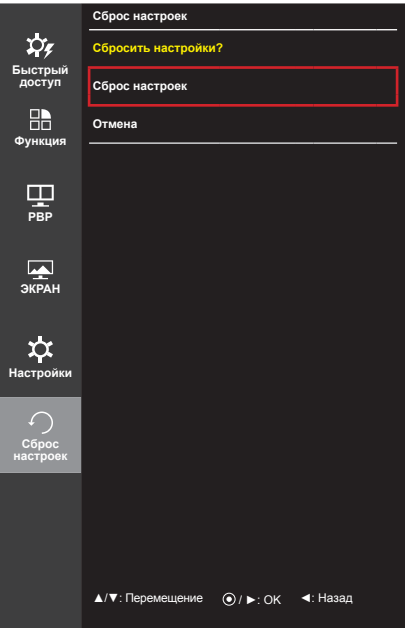 Быстрый
доступ
Функция
PBP
ЭКРАН
Настройки
Сброс
настроек
Сброс настроек
Сбросить настройки?
Сброс настроек
Отмена
▲/▼: Перемещение ⦿ / ►: OK ◄: Назад